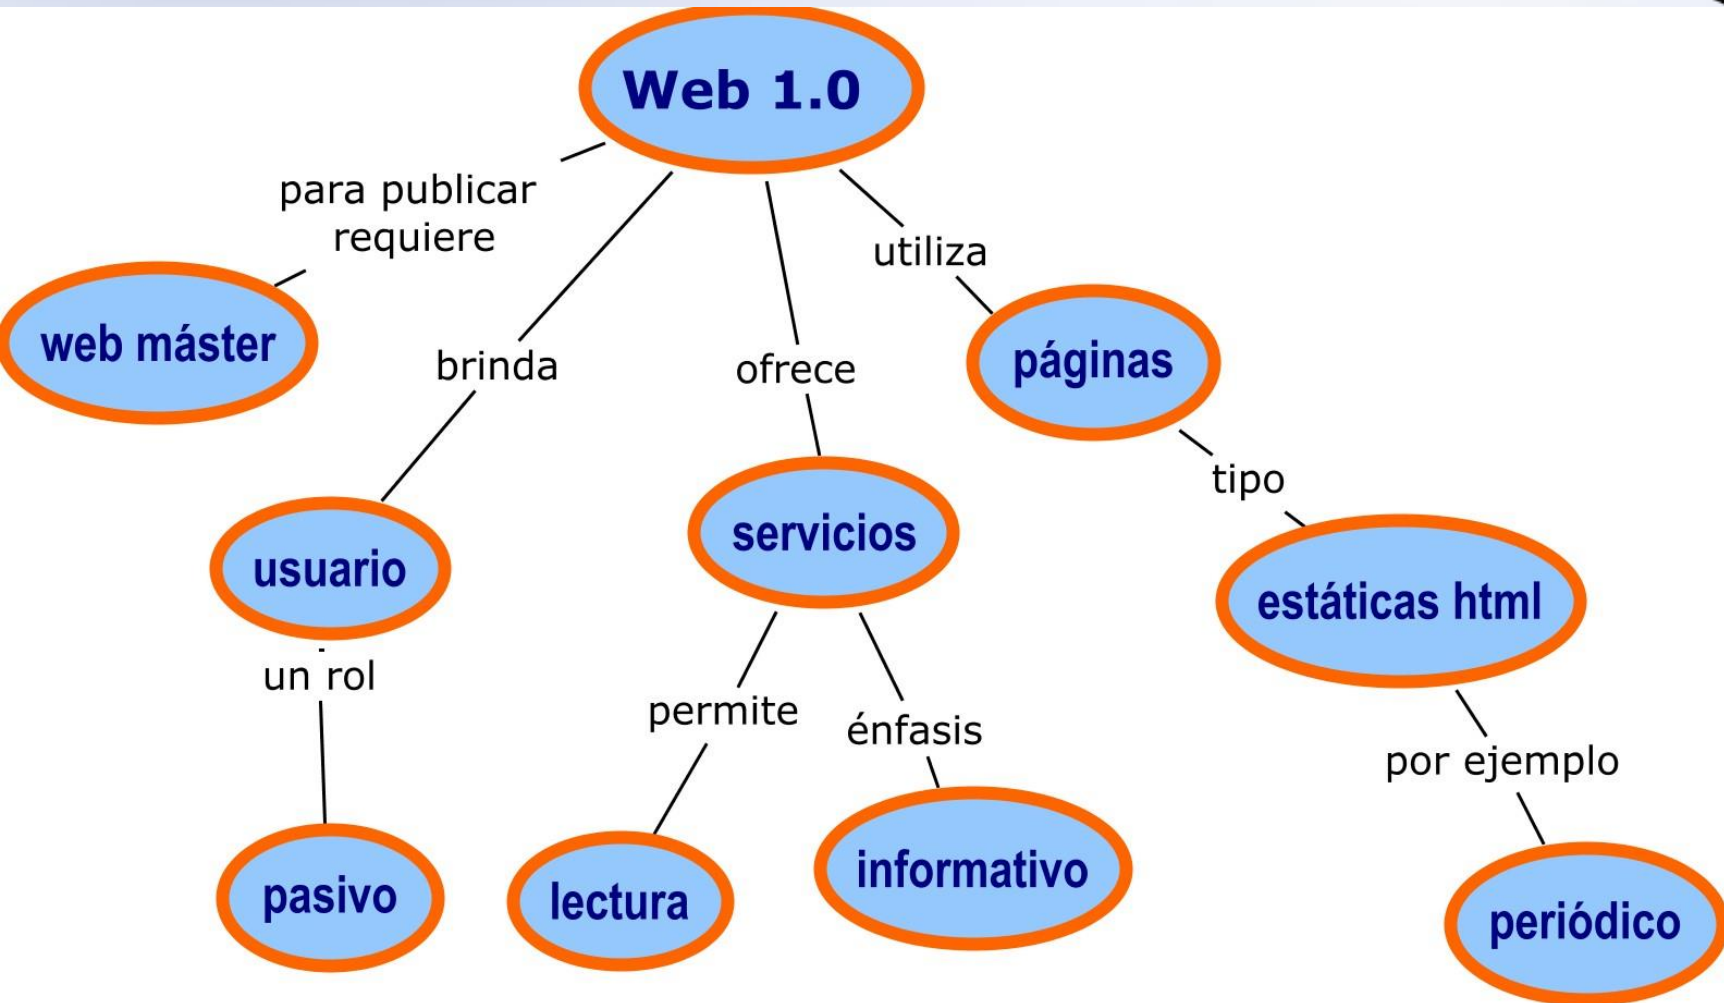 Web 1.0
para publicar
requiere
utiliza
web máster
brinda
ofrece
páginas
tipo
servicios
usuario
estáticas html
un rol
permite
énfasis
por ejemplo
pasivo
lectura
informativo
periódico